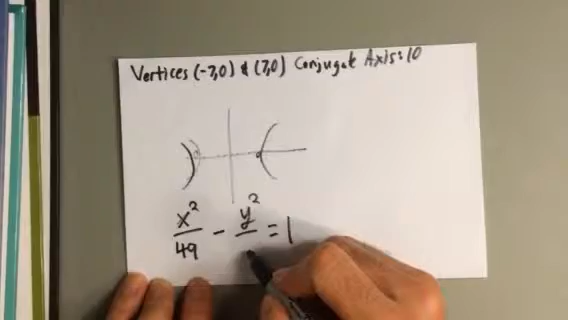 Vertices (-7,0) & (7,0) Conjugate Axis: 10
x²/49 - y²/ = 1